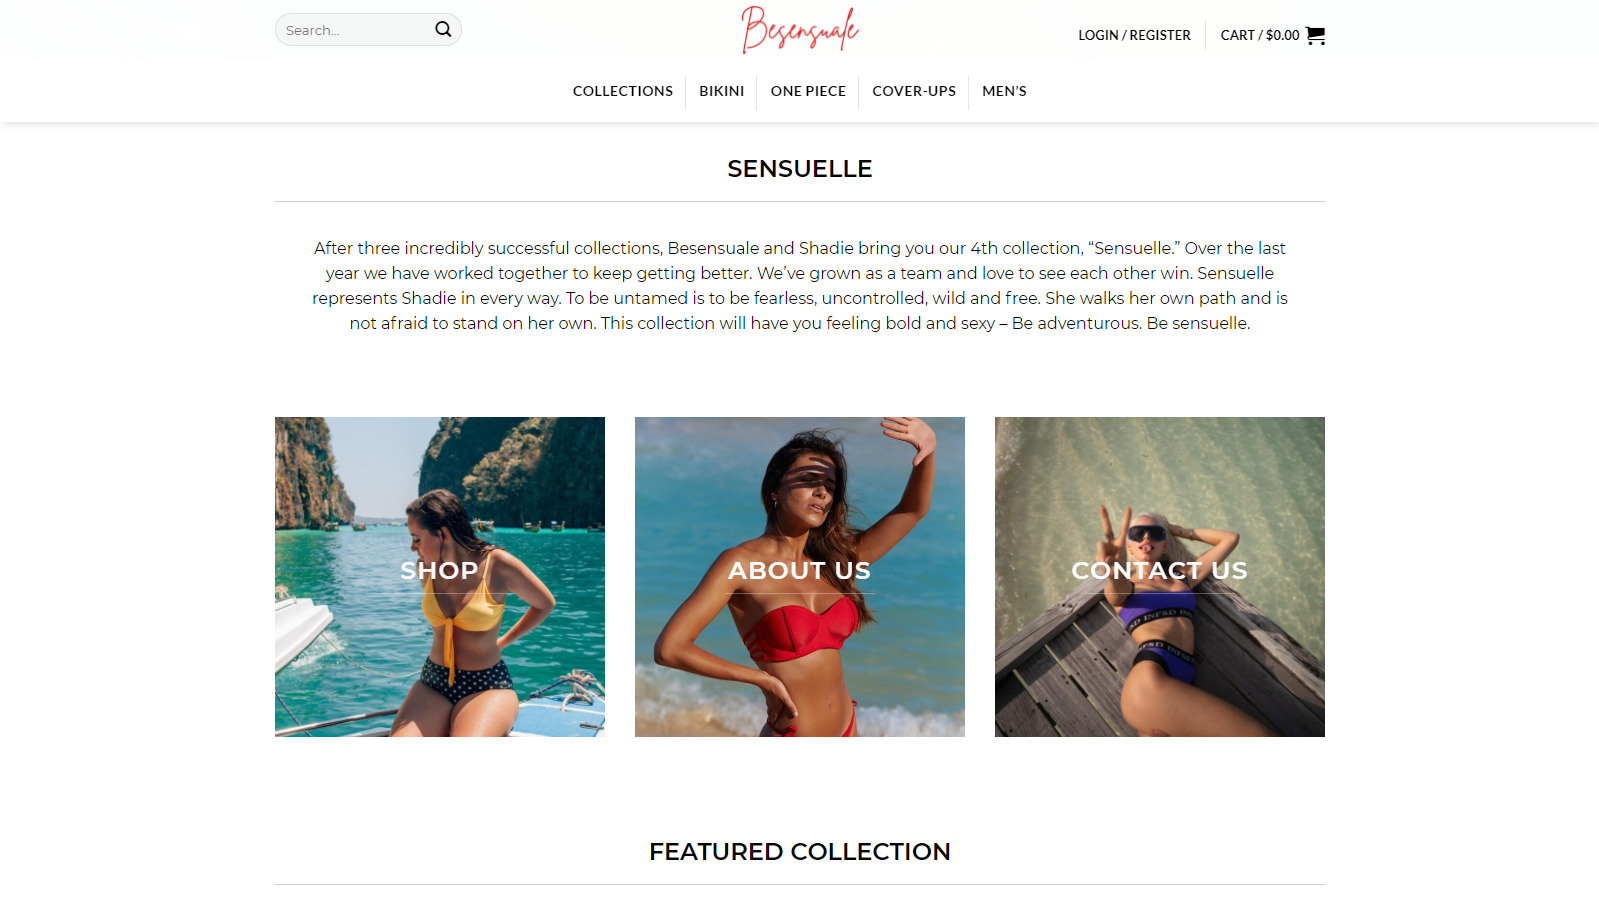 Search...
Besensuale
LOGIN / REGISTER
CART / $0.00
COLLECTIONS
BIKINI
ONE PIECE
COVER-UPS
MEN'S
SENSUELLE
After three incredibly successful collections, Besensuale and Shadie bring you our 4th collection, “Sensuelle.” Over the last
year we have worked together to keep getting better. We’ve grown as a team and love to see each other win. Sensuelle
represents Shadie in every way. To be untamed is to be fearless, uncontrolled, wild and free. She walks her own path and is
not afraid to stand on her own. This collection will have you feeling bold and sexy – Be adventurous. Be sensuelle.
SHOP
ABOUT US
CONTACT US
FEATURED COLLECTION